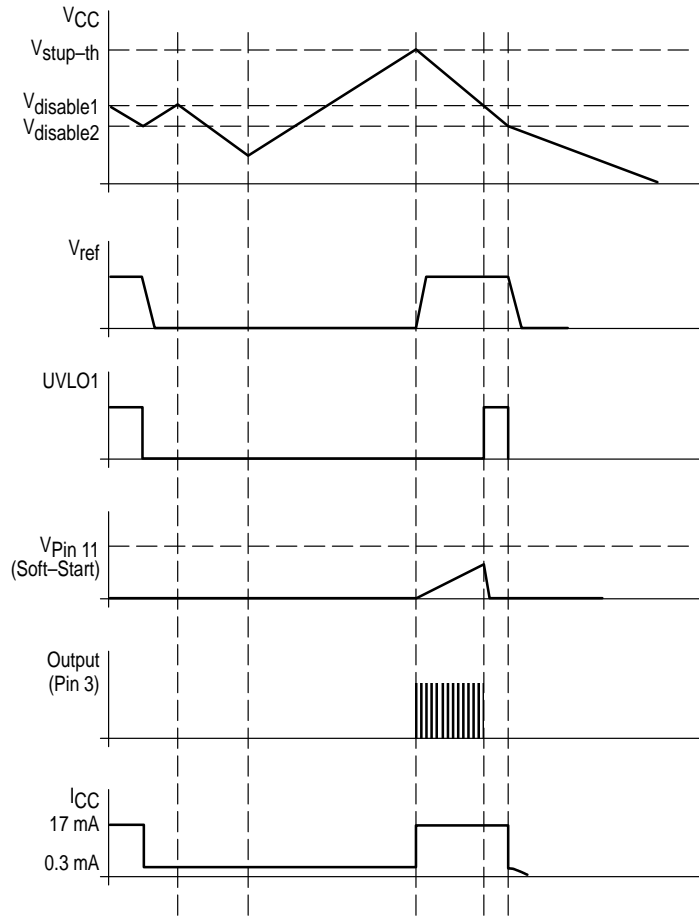 VCC
Vstup–th
Vdisable1
Vdisable2
Vref
UVLO1
VPin 11
(Soft–Start)
Output
(Pin 3)
ICC
17 mA
0.3 mA